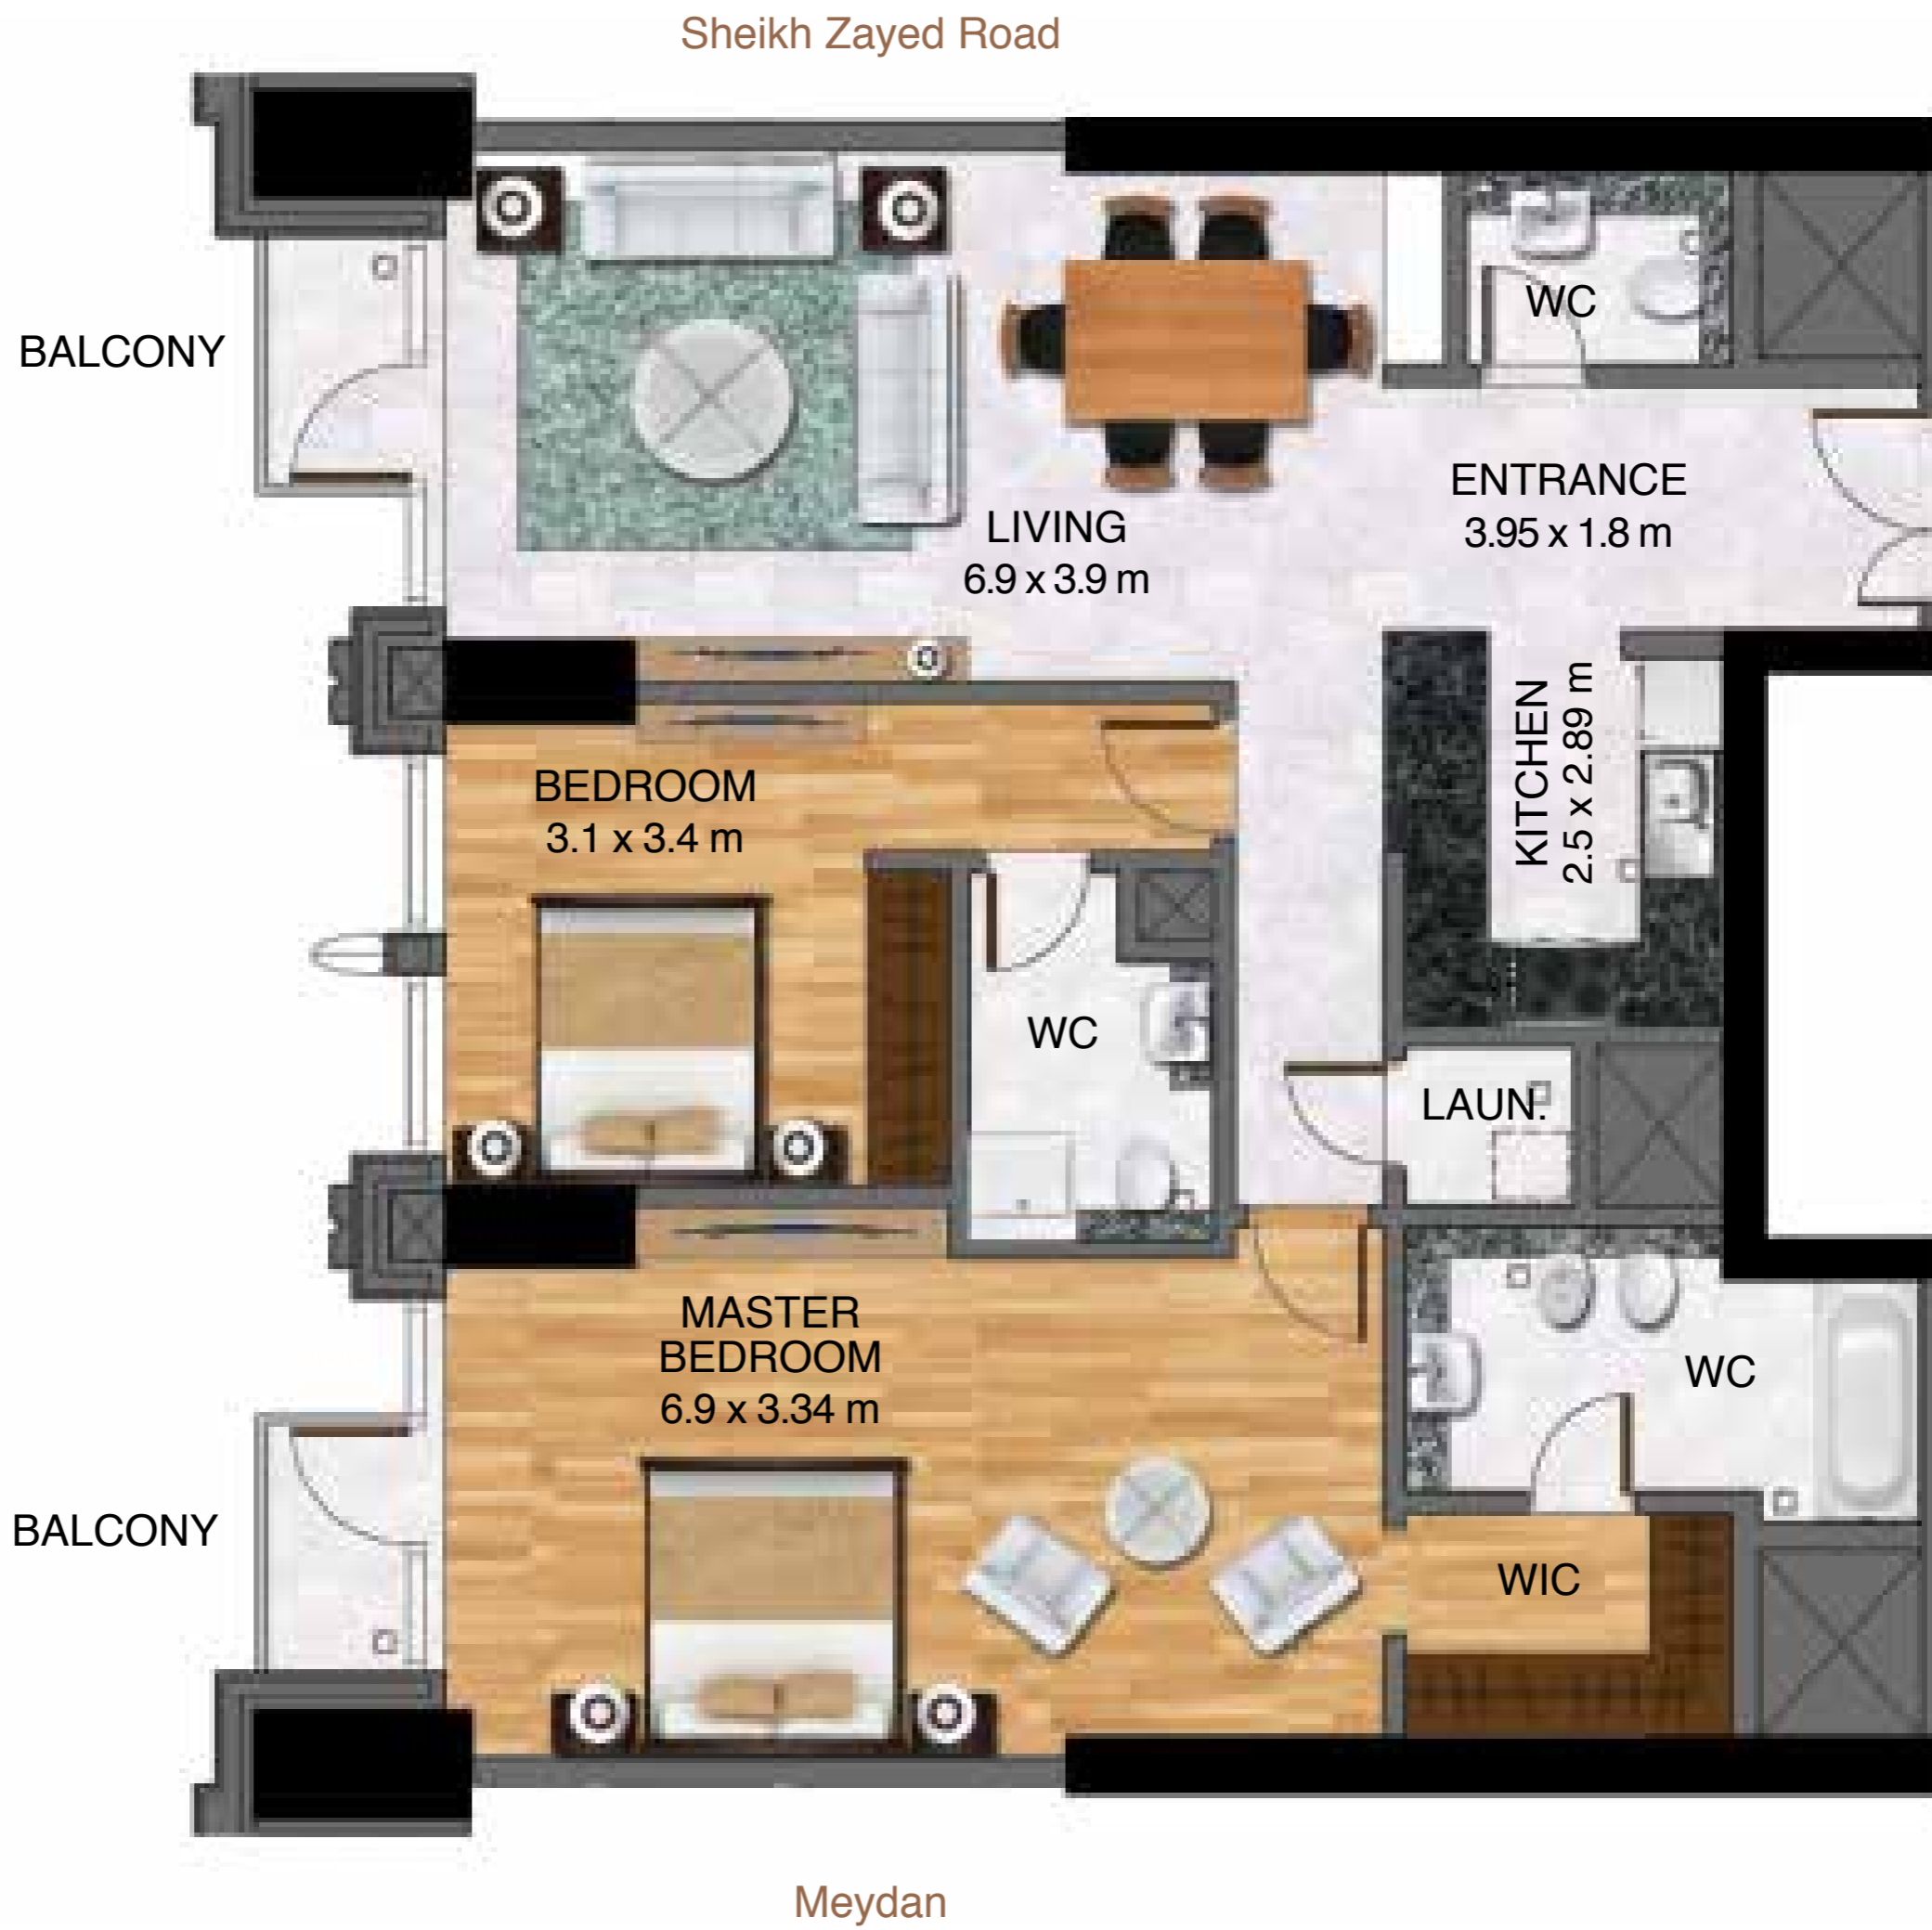 Sheikh Zayed Road
BALCONY
WC
ENTRANCE
3.95 x 1.8 m
LIVING
6.9 x 3.9 m
KITCHEN
2.5 x 2.89 m
BEDROOM
3.1 x 3.4 m
WC
LAUN.
MASTER
BEDROOM
6.9 x 3.34 m
WC
BALCONY
WIC
Meydan